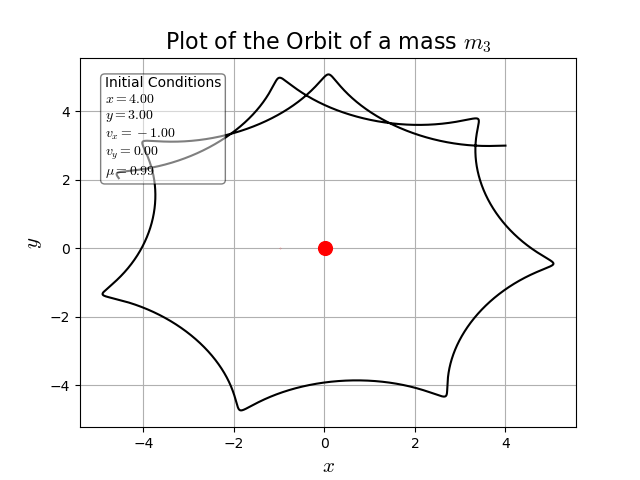 Plot of the Orbit of a mass m₃
Initial Conditions
x = 4.00
y = 3.00
vₓ = −1.00
v_y = 0.00
μ = 0.99
4
2
0
−2
−4
y
−4
−2
0
2
4
x